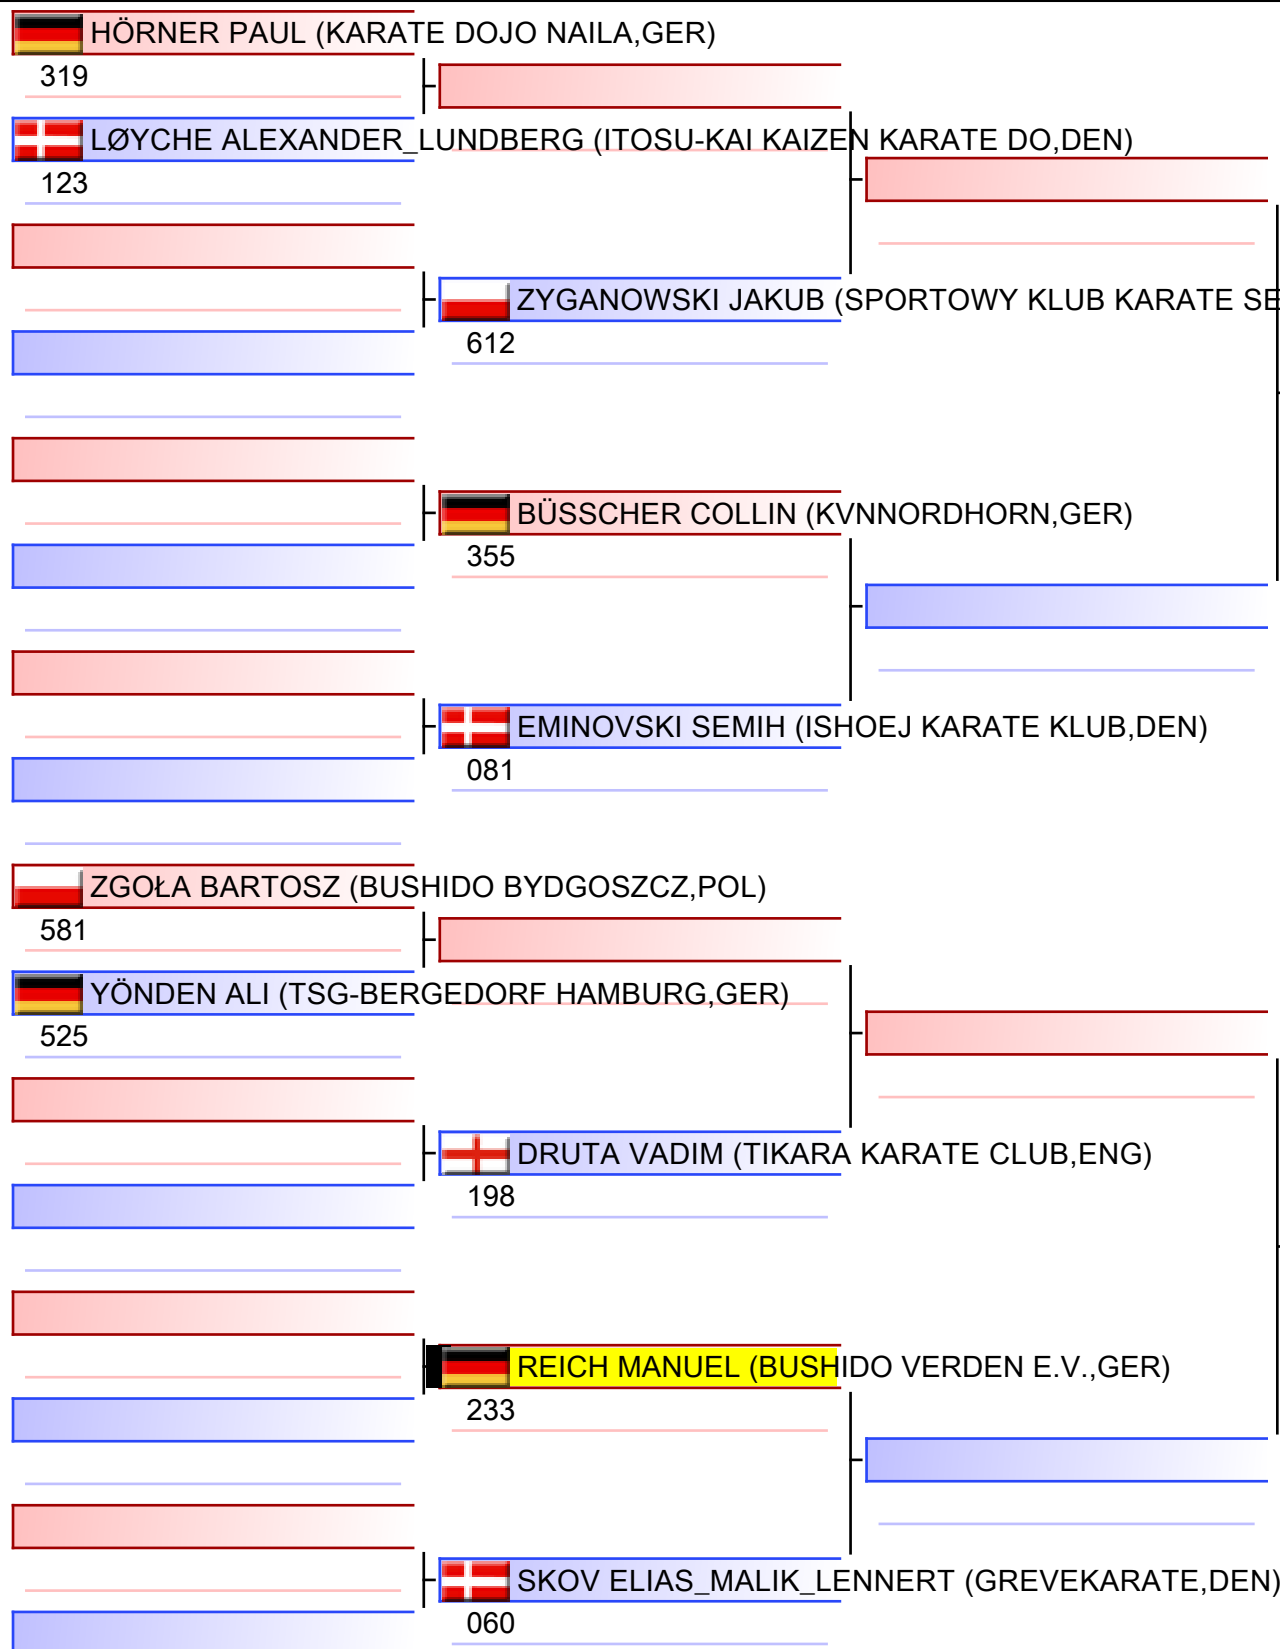 HÖRNER PAUL (KARATE DOJO NAILA,GER)
319
LØYCHE ALEXANDER_LUNDBERG (ITOSU-KAI KAIZEN KARATE DO,DEN)
123
ZYGANOWSKI JAKUB (SPORTOWY KLUB KARATE SE
612
BÜSSCHER COLLIN (KVNNORDHORN,GER)
355
EMINOVSKI SEMIH (ISHOEJ KARATE KLUB,DEN)
081
ZGOŁA BARTOSZ (BUSHIDO BYDGOSZCZ,POL)
581
YÖNDEN ALI (TSG-BERGEDORF HAMBURG,GER)
525
DRUTA VADIM (TIKARA KARATE CLUB,ENG)
198
REICH MANUEL (BUSHIDO VERDEN E.V.,GER)
233
SKOV ELIAS_MALIK_LENNERT (GREVEKARATE,DEN)
060